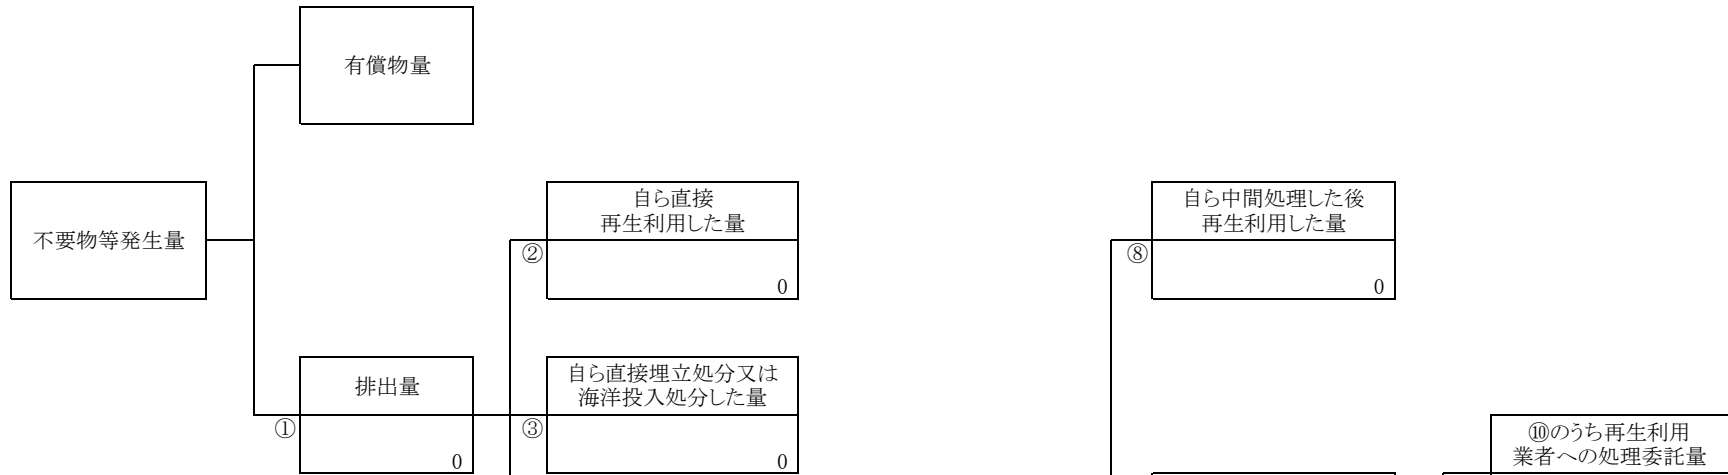 有償物量
不要物等発生量
自ら直接
再生利用した量
②
0
自ら中間処理した後
再生利用した量
⑧
0
排出量
①
0
自ら直接埋立処分又は
海洋投入処分した量
③
0
⑩のうち再生利用
業者への処理委託量